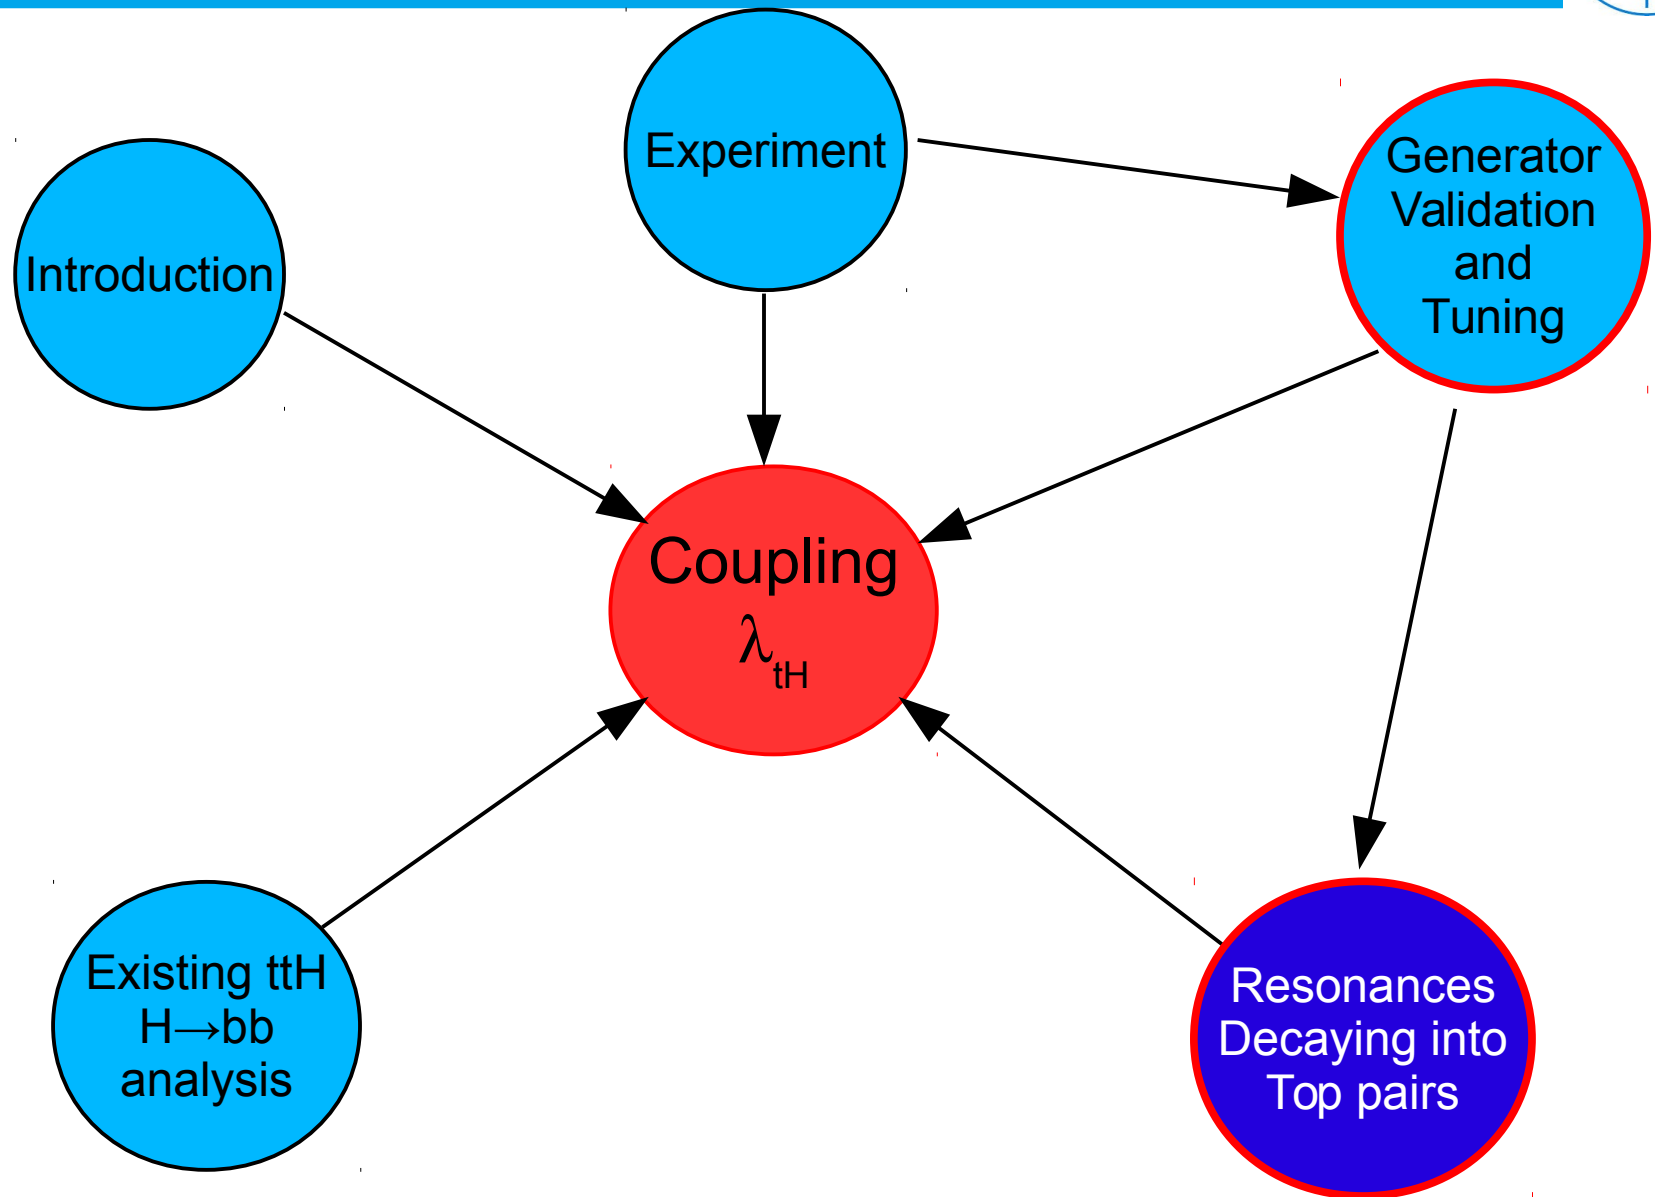 Experiment
Generator
Validation
and
Tuning
Introduction
Coupling
λtH
Existing ttH
H→bb
analysis
Resonances
Decaying into
Top pairs